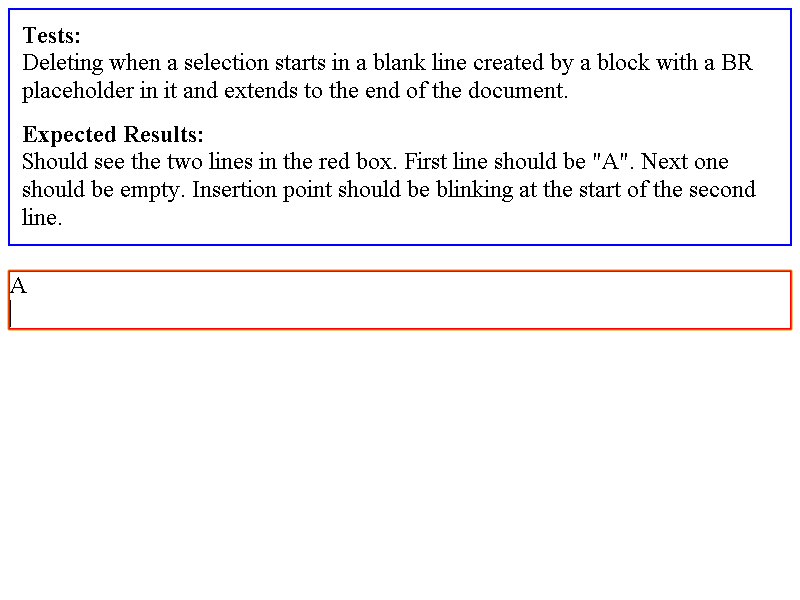 Tests:
Deleting when a selection starts in a blank line created by a block with a BR
placeholder in it and extends to the end of the document.
Expected Results:
Should see the two lines in the red box. First line should be "A". Next one
should be empty. Insertion point should be blinking at the start of the second
line.
A